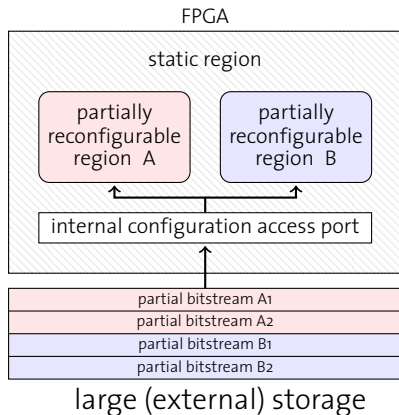 FPGA
static region
partially
reconfigurable
region A
partially
reconfigurable
region B
internal configuration access port
partial bitstream A1
partial bitstream A2
partial bitstream B1
partial bitstream B2
large (external) storage